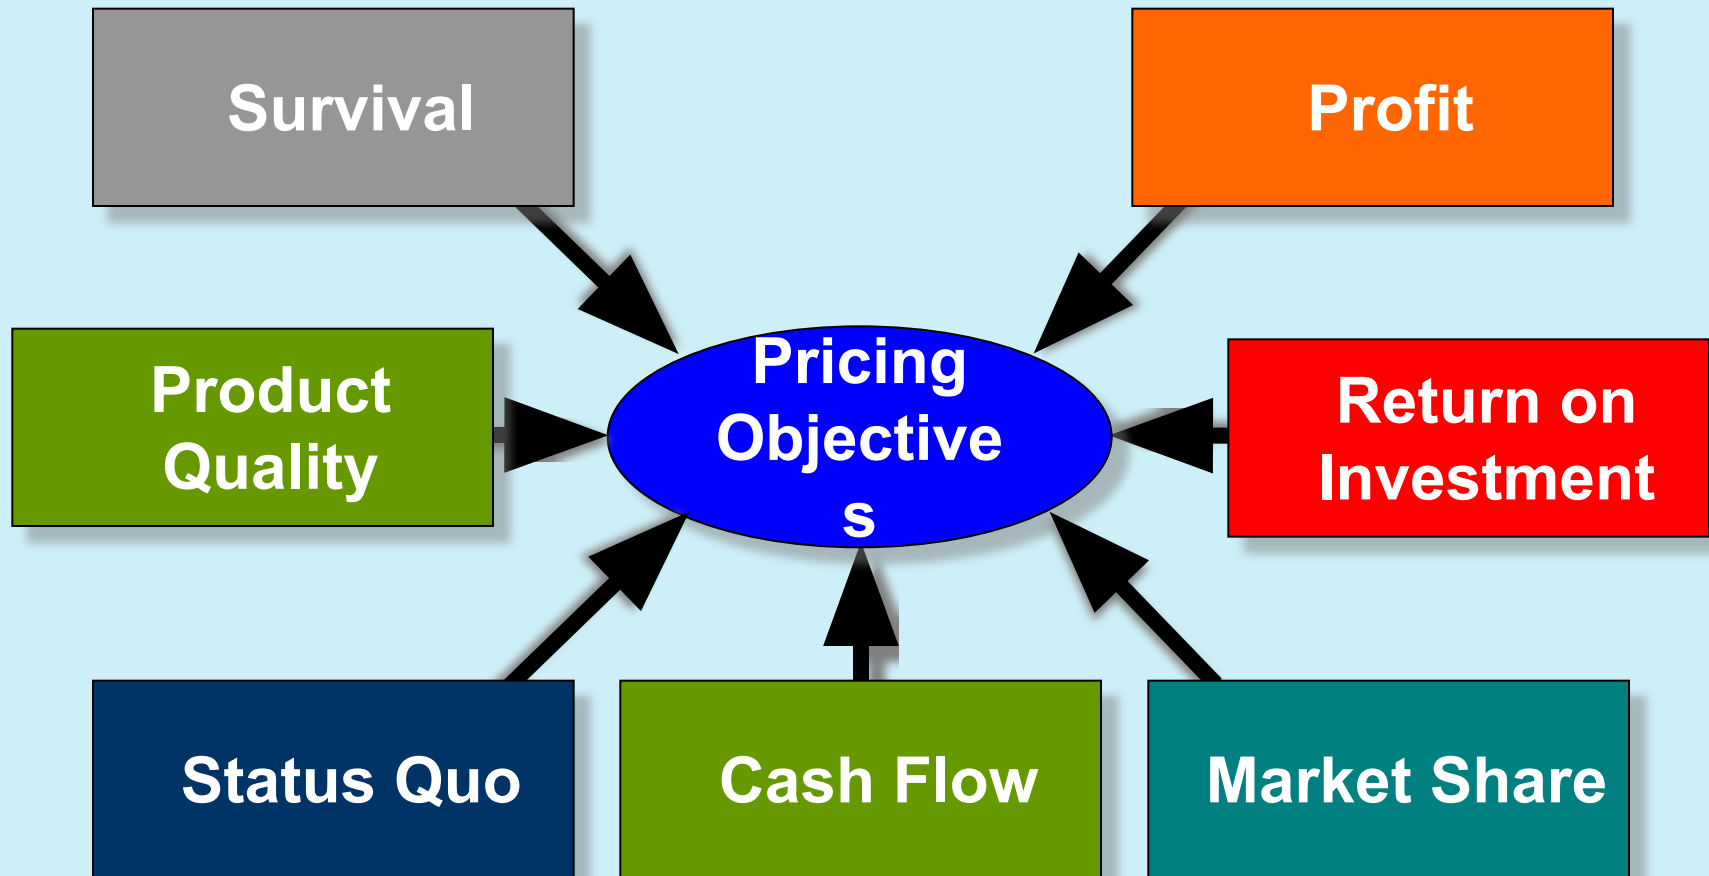 Survival
Profit
Product
Quality
Pricing
Objective
s
Return on
Investment
Status Quo
Cash Flow
Market Share